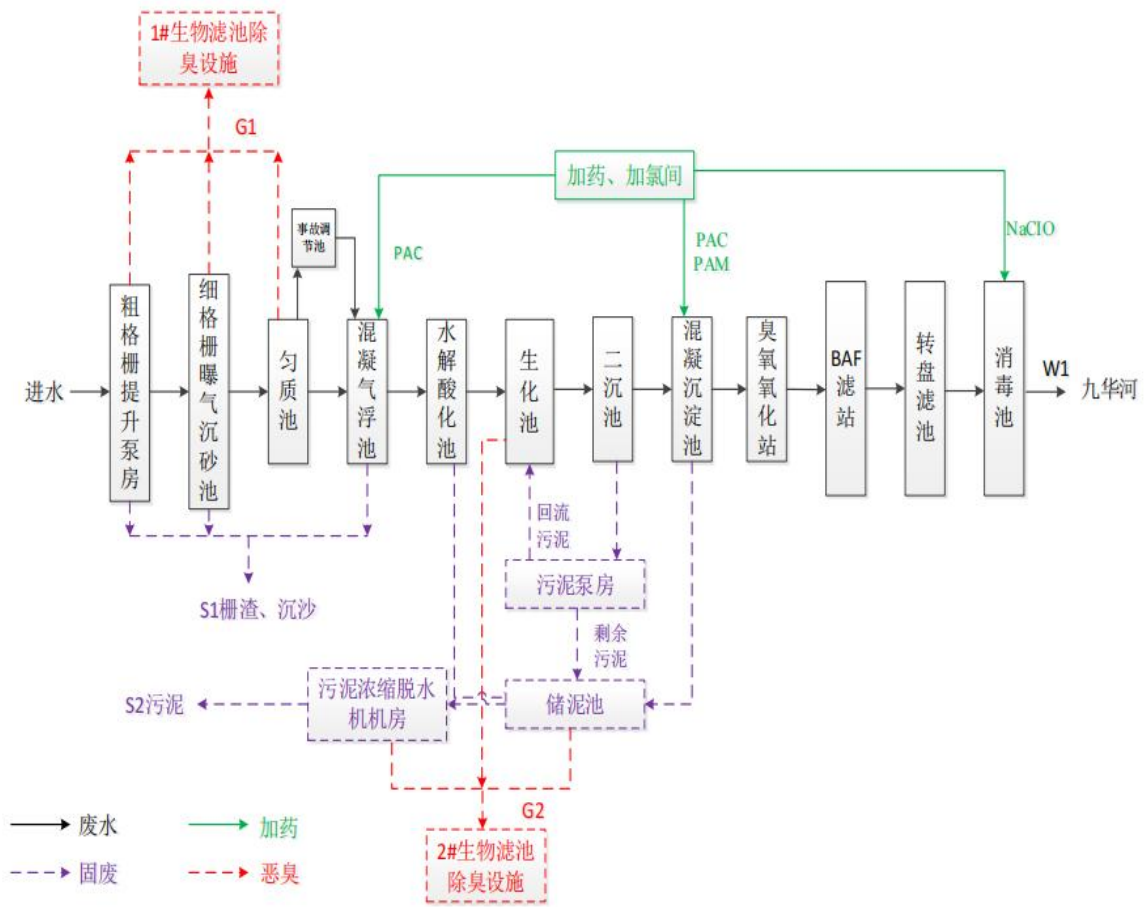 1#生物滤池除
臭设施
G1
加药、加氯间
事故调
节池
PAC
PAC
PAM
NaClO
进水
粗格栅提升泵房
细格栅曝气沉砂池
匀质池
混凝气浮池
水解酸化池
生化池
二沉池
混凝沉淀池
臭氧氧化站
BAF
滤站
转盘滤池
消毒池
W1
九华河
回流
污泥
污泥泵房
S1栅渣、沉沙
剩余
污泥
S2污泥
污泥浓缩脱水
机机房
储泥池
G2
2#生物滤池
除臭设施
废水
加药
固废
恶臭